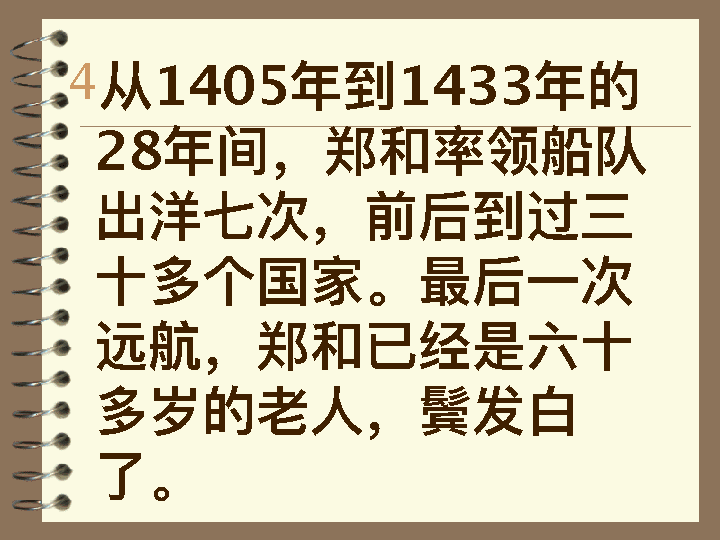 4从1405年到1433年的
28年间，郑和率领船队
出洋七次，前后到过三
十多个国家。最后一次
远航，郑和已经是六十
多岁的老人，鬓发白
了。